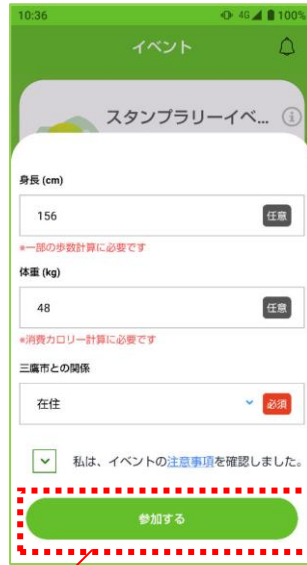 10:36 4G 100%
イベント
スタンプラリーイベ...
身長 (cm)
156 任意
*一部の歩数計算に必要です
体重 (kg)
48 任意
*消費カロリー計算に必要です
三鷹市との関係
在住 必須
私は、イベントの注意事項を確認しました。
参加する